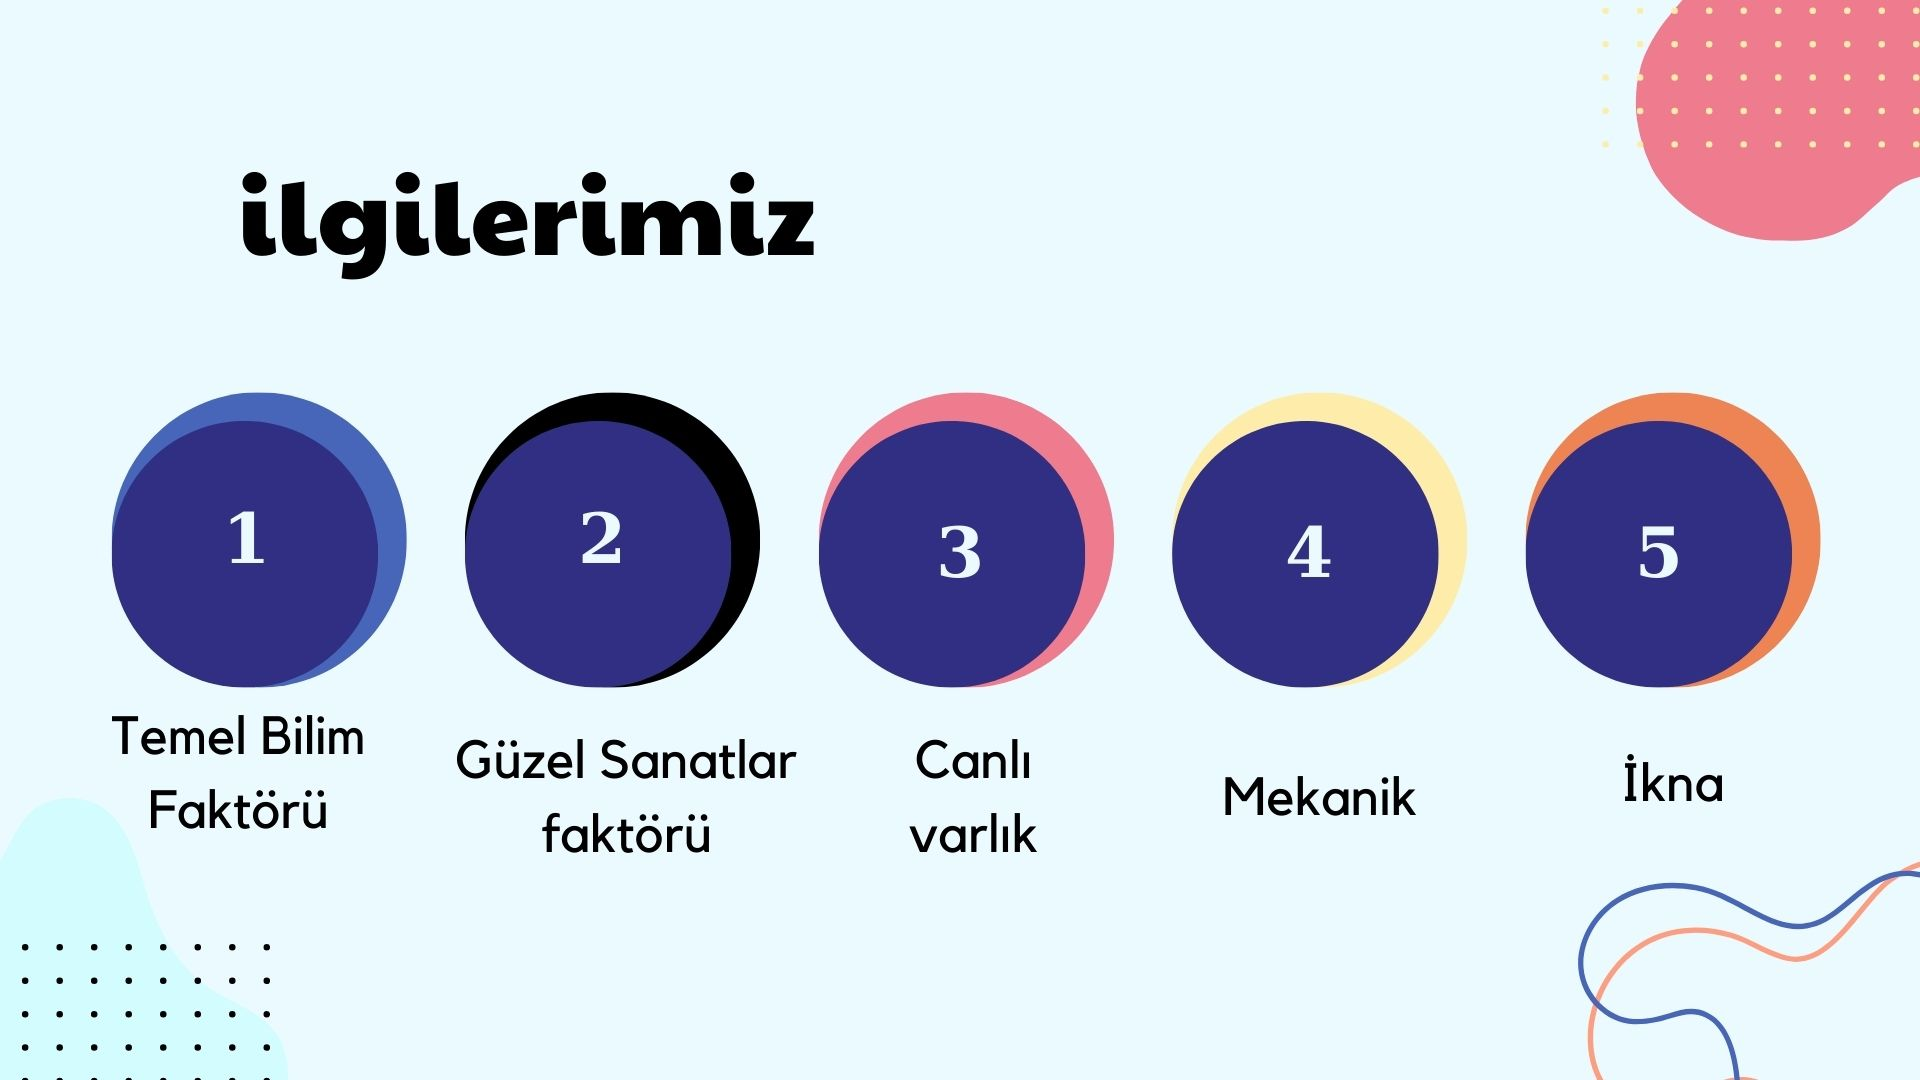 ilgilerimiz
1
2
3
4
5
Temel Bilim
Faktörü
Güzel Sanatlar
faktörü
Canlı
varlık
Mekanik
İkna